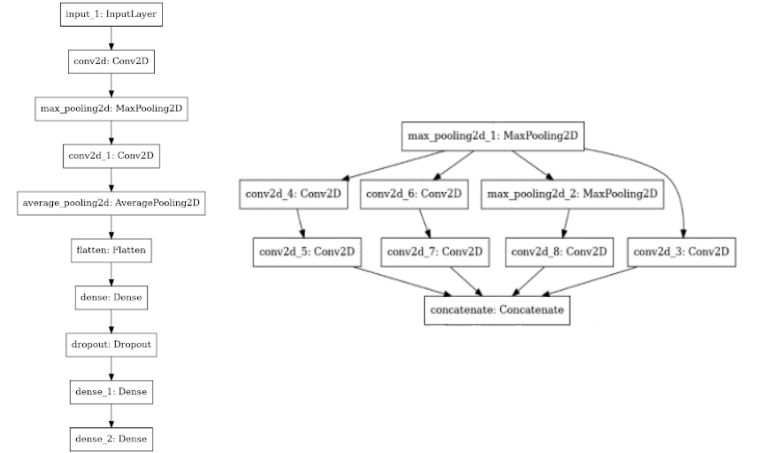 input_1: InputLayer
conv2d: Conv2D
max_pooling2d: MaxPooling2D
conv2d_1: Conv2D
average_pooling2d: AveragePooling2D
flatten: Flatten
dense: Dense
dropout: Dropout
dense_1: Dense
dense_2: Dense
max_pooling2d_1: MaxPooling2D
conv2d_4: Conv2D
conv2d_6: Conv2D
max_pooling2d_2: MaxPooling2D
conv2d_5: Conv2D
conv2d_7: Conv2D
conv2d_8: Conv2D
conv2d_3: Conv2D
concatenate: Concatenate